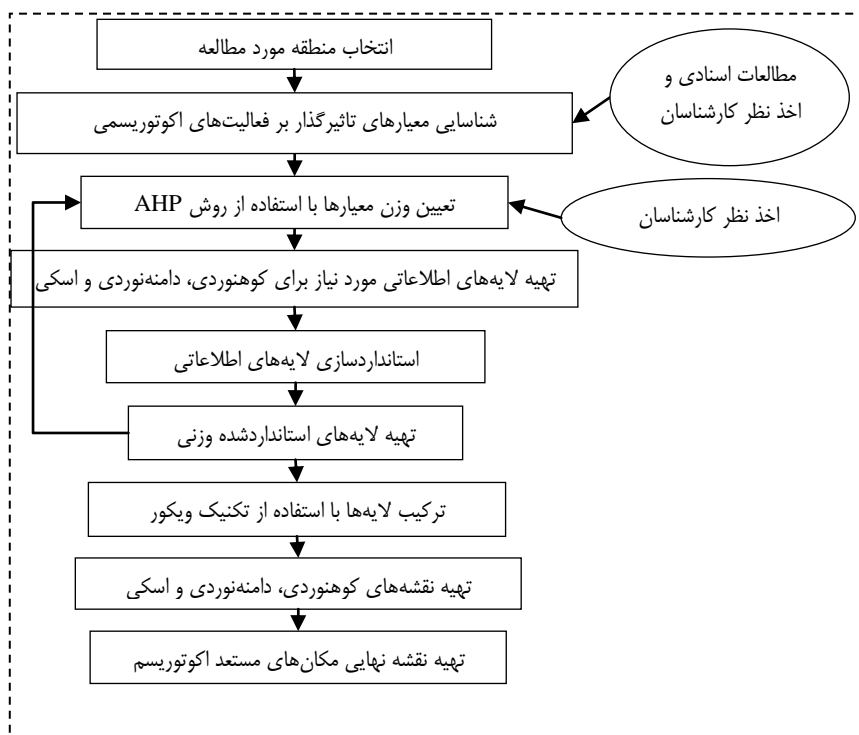 انتخاب منطقه مورد مطالعه
مطالعات اسنادی و
اخذ نظر کارشناسان
شناسایی معیارهای تاثیرگذار بر فعالیت‌های اکوتوریسمی
تعیین وزن معیارها با استفاده از روش AHP
اخذ نظر کارشناسان
تهیه لایه‌های اطلاعاتی مورد نیاز برای کوهنوردی، دامنه‌نوردی و اسکی
استانداردسازی لایه‌های اطلاعاتی
تهیه لایه‌های استانداردشده وزنی
ترکیب لایه‌ها با استفاده از تکنیک ویکور
تهیه نقشه‌های کوهنوردی، دامنه‌نوردی و اسکی
تهیه نقشه نهایی مکان‌های مستعد اکوتوریسم